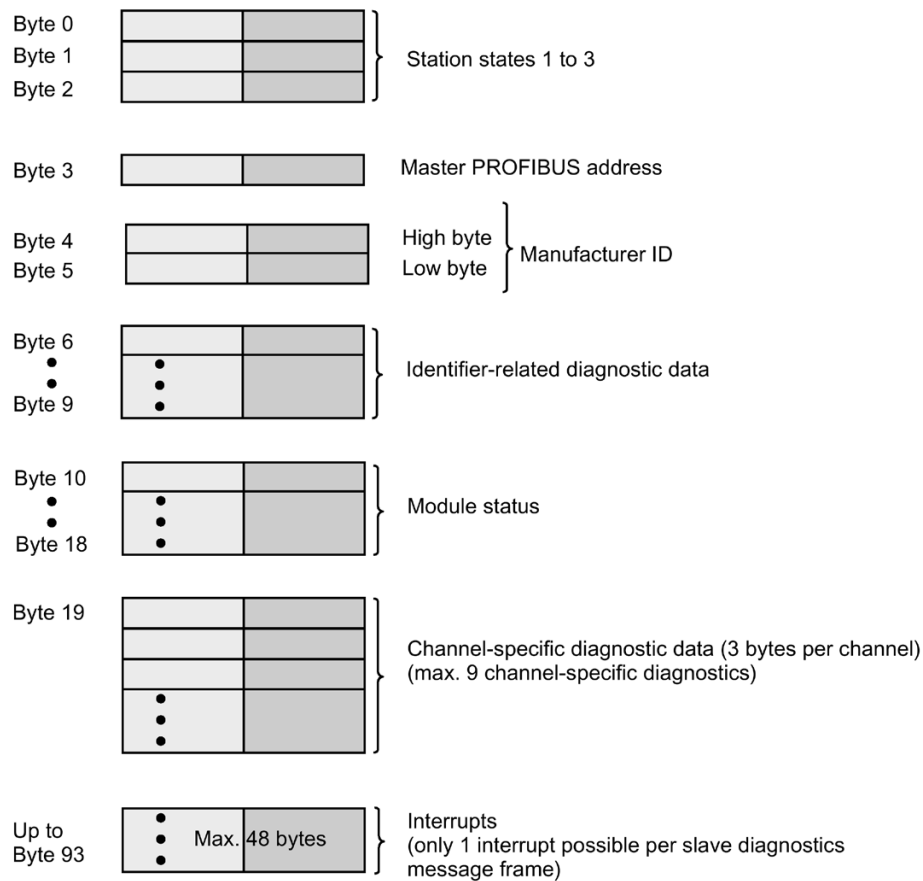 Byte 0
Byte 1
Byte 2
Station states 1 to 3
Byte 3
Master PROFIBUS address
Byte 4
Byte 5
High byte
Low byte
Manufacturer ID
Byte 6
Byte 9
Identifier-related diagnostic data
Byte 10
Byte 18
Module status
Byte 19
Channel-specific diagnostic data (3 bytes per channel)
(max. 9 channel-specific diagnostics)
Up to
Byte 93
Max. 48 bytes
Interrupts
(only 1 interrupt possible per slave diagnostics
message frame)